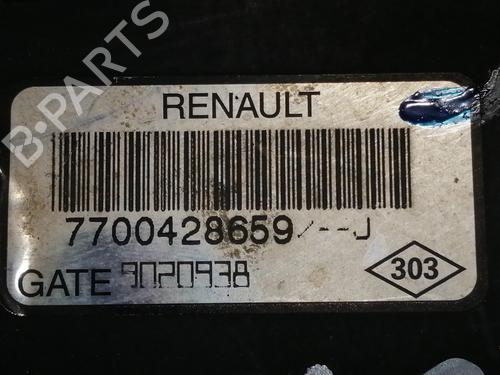 B-PARTS
RENAULT
7700428659/--J
GATE 9020938
303